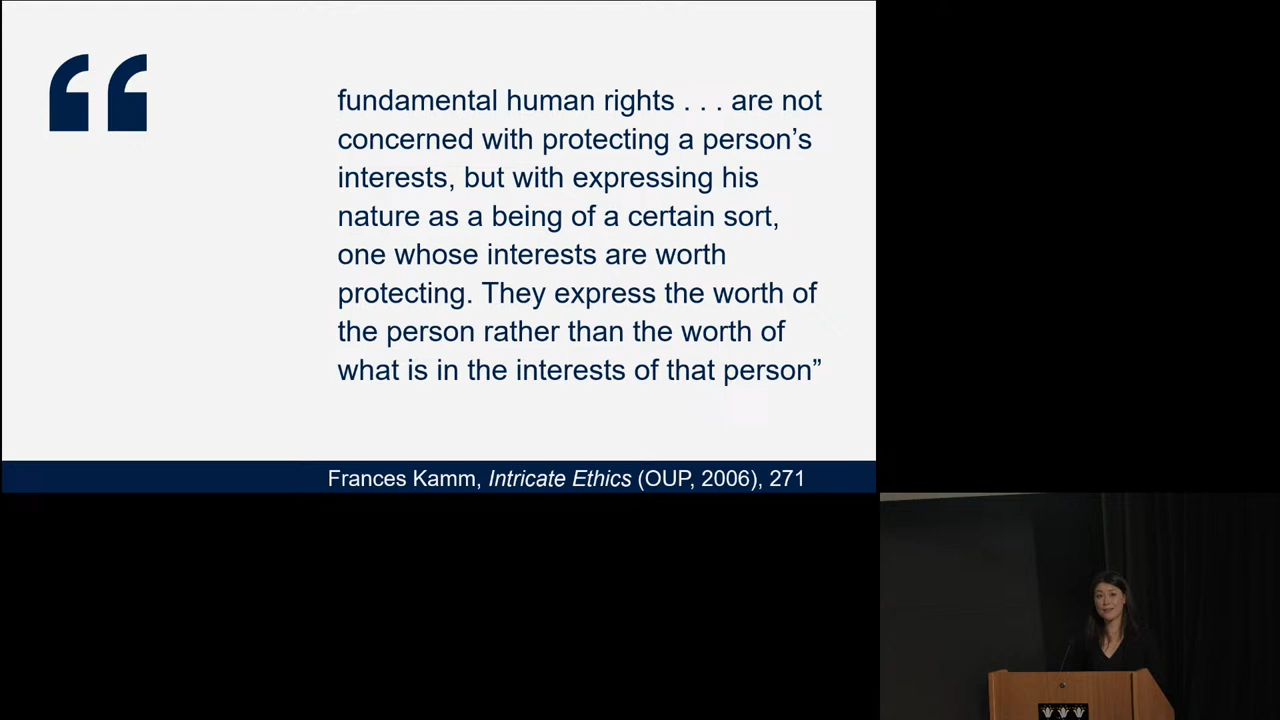 fundamental human rights . . . are not
concerned with protecting a person’s
interests, but with expressing his
nature as a being of a certain sort,
one whose interests are worth
protecting. They express the worth of
the person rather than the worth of
what is in the interests of that person”
Frances Kamm, Intricate Ethics (OUP, 2006), 271